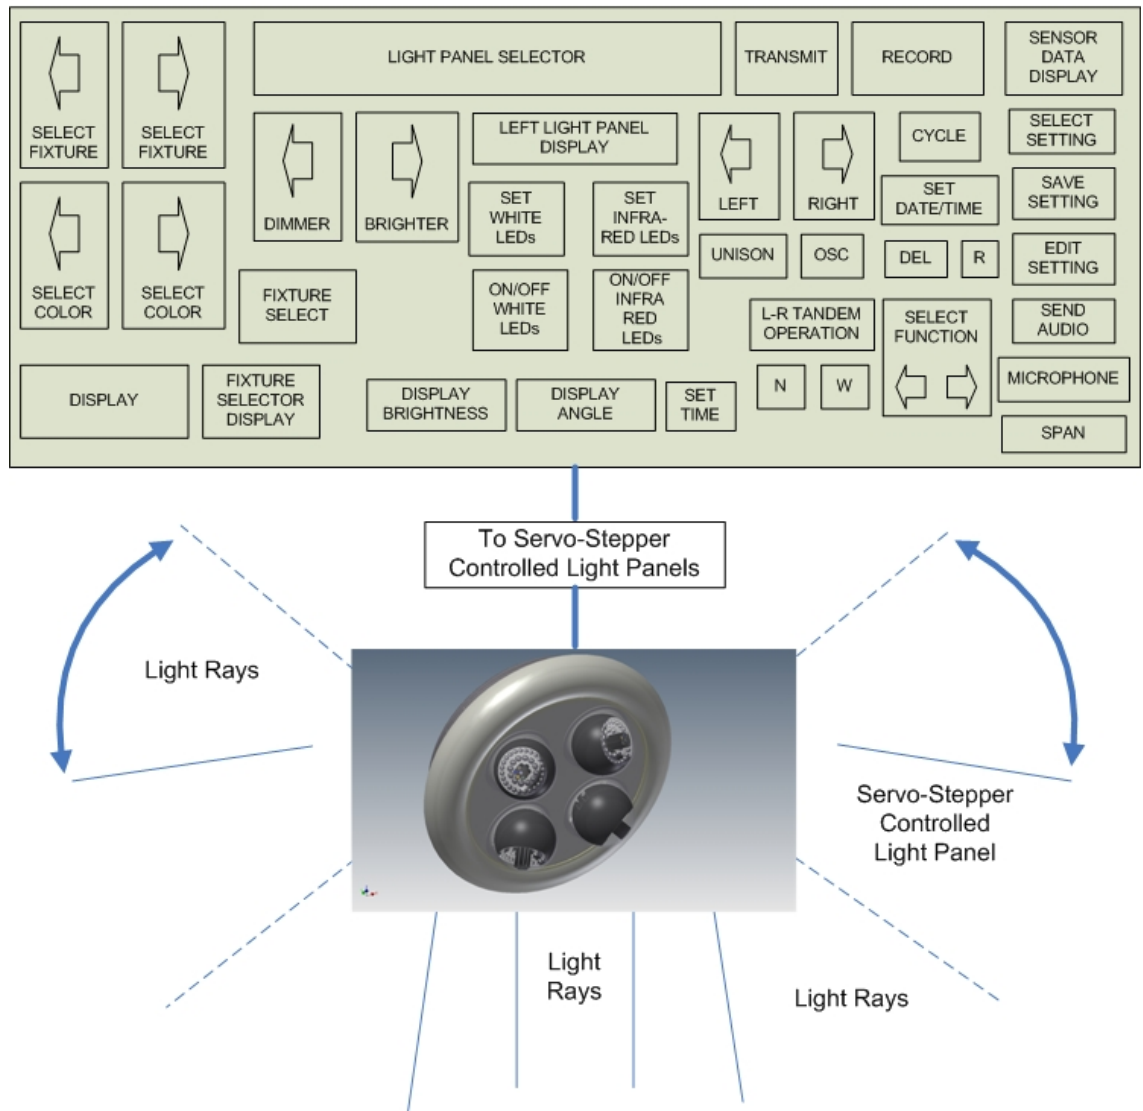 LIGHT PANEL SELECTOR
TRANSMIT
RECORD
SENSOR
DATA
DISPLAY
SELECT
FIXTURE
SELECT
FIXTURE
LEFT LIGHT PANEL
DISPLAY
CYCLE
SELECT
SETTING
DIMMER
BRIGHTER
SET
WHITE
LEDs
SET
INFRA-
RED LEDs
LEFT
RIGHT
SET
DATE/TIME
SAVE
SETTING
SELECT
COLOR
SELECT
COLOR
FIXTURE
SELECT
ON/OFF
WHITE
LEDs
ON/OFF
INFRA
RED
LEDs
UNISON
OSC
DEL
R
EDIT
SETTING
L-R TANDEM
OPERATION
SELECT
FUNCTION
SEND
AUDIO
DISPLAY
FIXTURE
SELECTOR
DISPLAY
DISPLAY
BRIGHTNESS
DISPLAY
ANGLE
SET
TIME
N
W
MICROPHONE
SPAN
To Servo-Stepper
Controlled Light Panels
Light Rays
Servo-Stepper
Controlled
Light Panel
Light
Rays
Light Rays